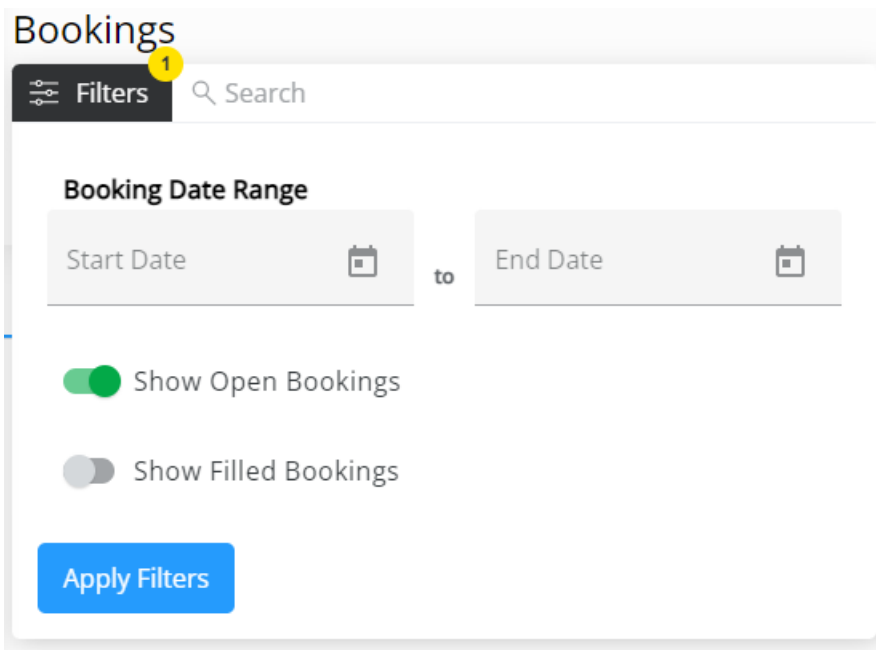 Bookings
1
Filters Search
Booking Date Range
Start Date to End Date
Show Open Bookings
Show Filled Bookings
Apply Filters